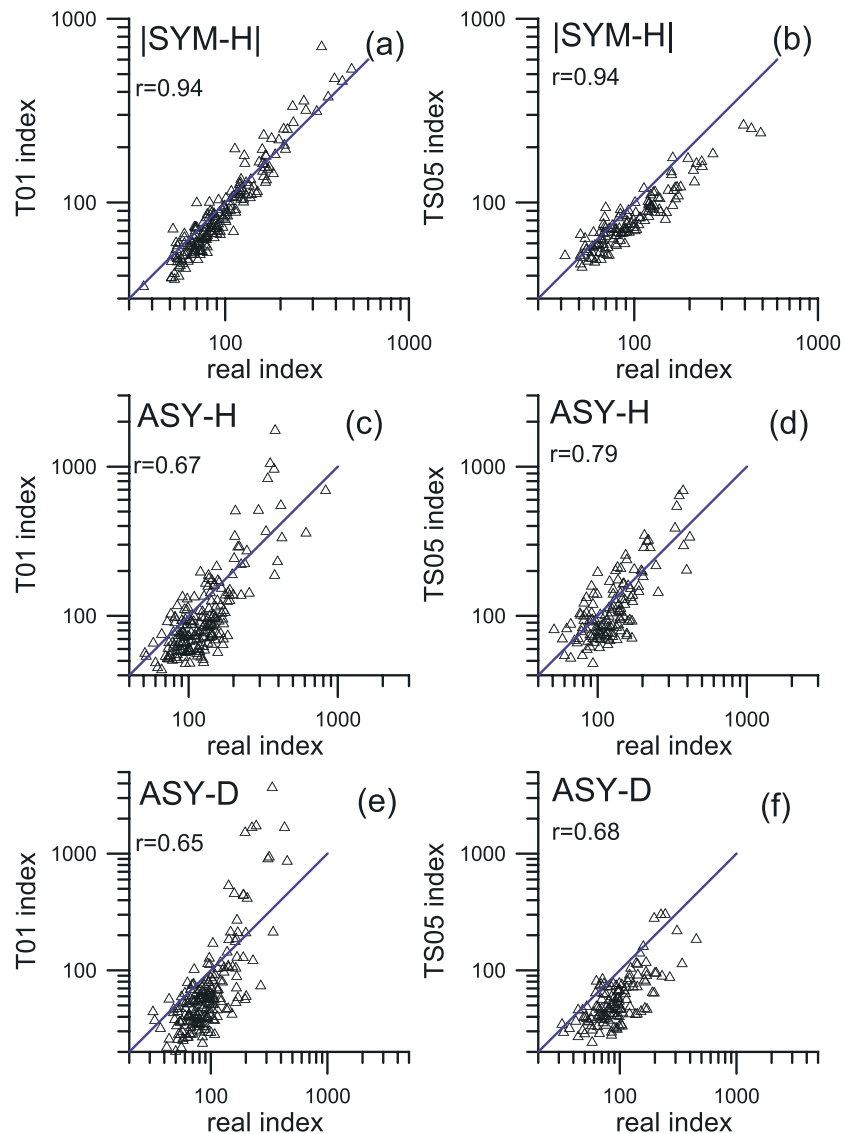 1000
|SYM-H|
(a)
r=0.94
T01 index
100
100
1000
real index
1000
|SYM-H|
(b)
r=0.94
TS05 index
100
100
1000
real index
ASY-H
(c)
1000
r=0.67
T01 index
100
100
1000
real index
ASY-H
(d)
r=0.79
1000
TS05 index
100
100
1000
real index
ASY-D
(e)
r=0.65
1000
T01 index
100
100
1000
real index
ASY-D
(f)
r=0.68
1000
TS05 index
100
100
1000
real index